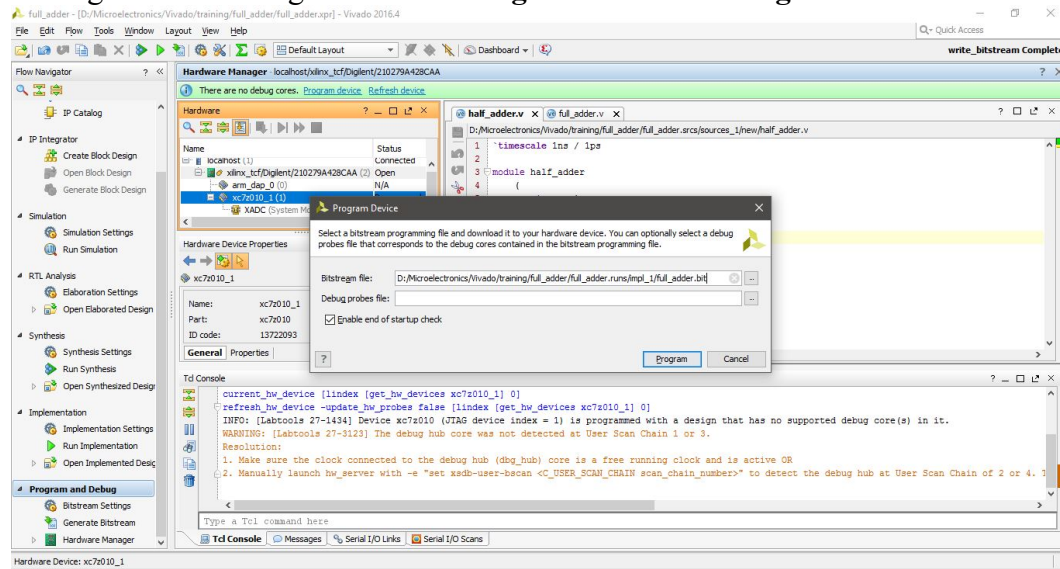 full_adder - [D:/Microelectronics/Vivado/training/full_adder/full_adder.xpr] - Vivado 2016.4
File Edit Flow Tools Window Layout View Help
Q- Quick Access
Default Layout
Dashboard
write_bitstream Complete
Flow Navigator
? «
IP Catalog
IP Integrator
Create Block Design
Open Block Design
Generate Block Design
Simulation
Simulation Settings
Run Simulation
RTL Analysis
Elaboration Settings
Open Elaborated Design
Synthesis
Synthesis Settings
Run Synthesis
Open Synthesized Design
Implementation
Implementation Settings
Run Implementation
Open Implemented Desig
Program and Debug
Bitstream Settings
Generate Bitstream
Hardware Manager
Hardware Manager - localhost/xilinx_tcf/Digilent/210279A428CAA
There are no debug cores. Program device Refresh device
Hardware
Name Status
localhost (1) Connected
xilinx_tcf/Digilent/210279A428CAA (2) Open
arm_dap_0 (0) N/A
xc7z010_1 (1)
XADC (System Mo
Hardware Device Properties
xc7z010_1
Name: xc7z010_1
Part: xc7z010
ID code: 13722093
General Properties
half_adder.v × full_adder.v ×
D:/Microelectronics/Vivado/training/full_adder/full_adder.srcs/sources_1/new/half_adder.v
1 `timescale 1ns / 1ps
2
3 module half_adder
4 (
Program Device
Select a bitstream programming file and download it to your hardware device. You can optionally select a debug
probes file that corresponds to the debug cores contained in the bitstream programming file.
Bitstream file: D:/Microelectronics/Vivado/training/full_adder/full_adder.runs/impl_1/full_adder.bit
Debug probes file:
Enable end of startup check
? Program Cancel
Tcl Console
current_hw_device [lindex [get_hw_devices xc7z010_1] 0]
refresh_hw_device -update_hw_probes false [lindex [get_hw_devices xc7z010_1] 0]
INFO: [Labtools 27-1434] Device xc7z010 (JTAG device index = 1) is programmed with a design that has no supported debug core(s) in it.
WARNING: [Labtools 27-3123] The debug hub core was not detected at User Scan Chain 1 or 3.
Resolution:
1. Make sure the clock connected to the debug hub (dbg_hub) core is a free running clock and is active OR
2. Manually launch hw_server with -e "set xsdb-user-bscan <C_USER_SCAN_CHAIN scan_chain_number>" to detect the debug hub at User Scan Chain of 2 or 4. T
Type a Tcl command here
Tcl Console Messages Serial I/O Links Serial I/O Scans
Hardware Device: xc7z010_1